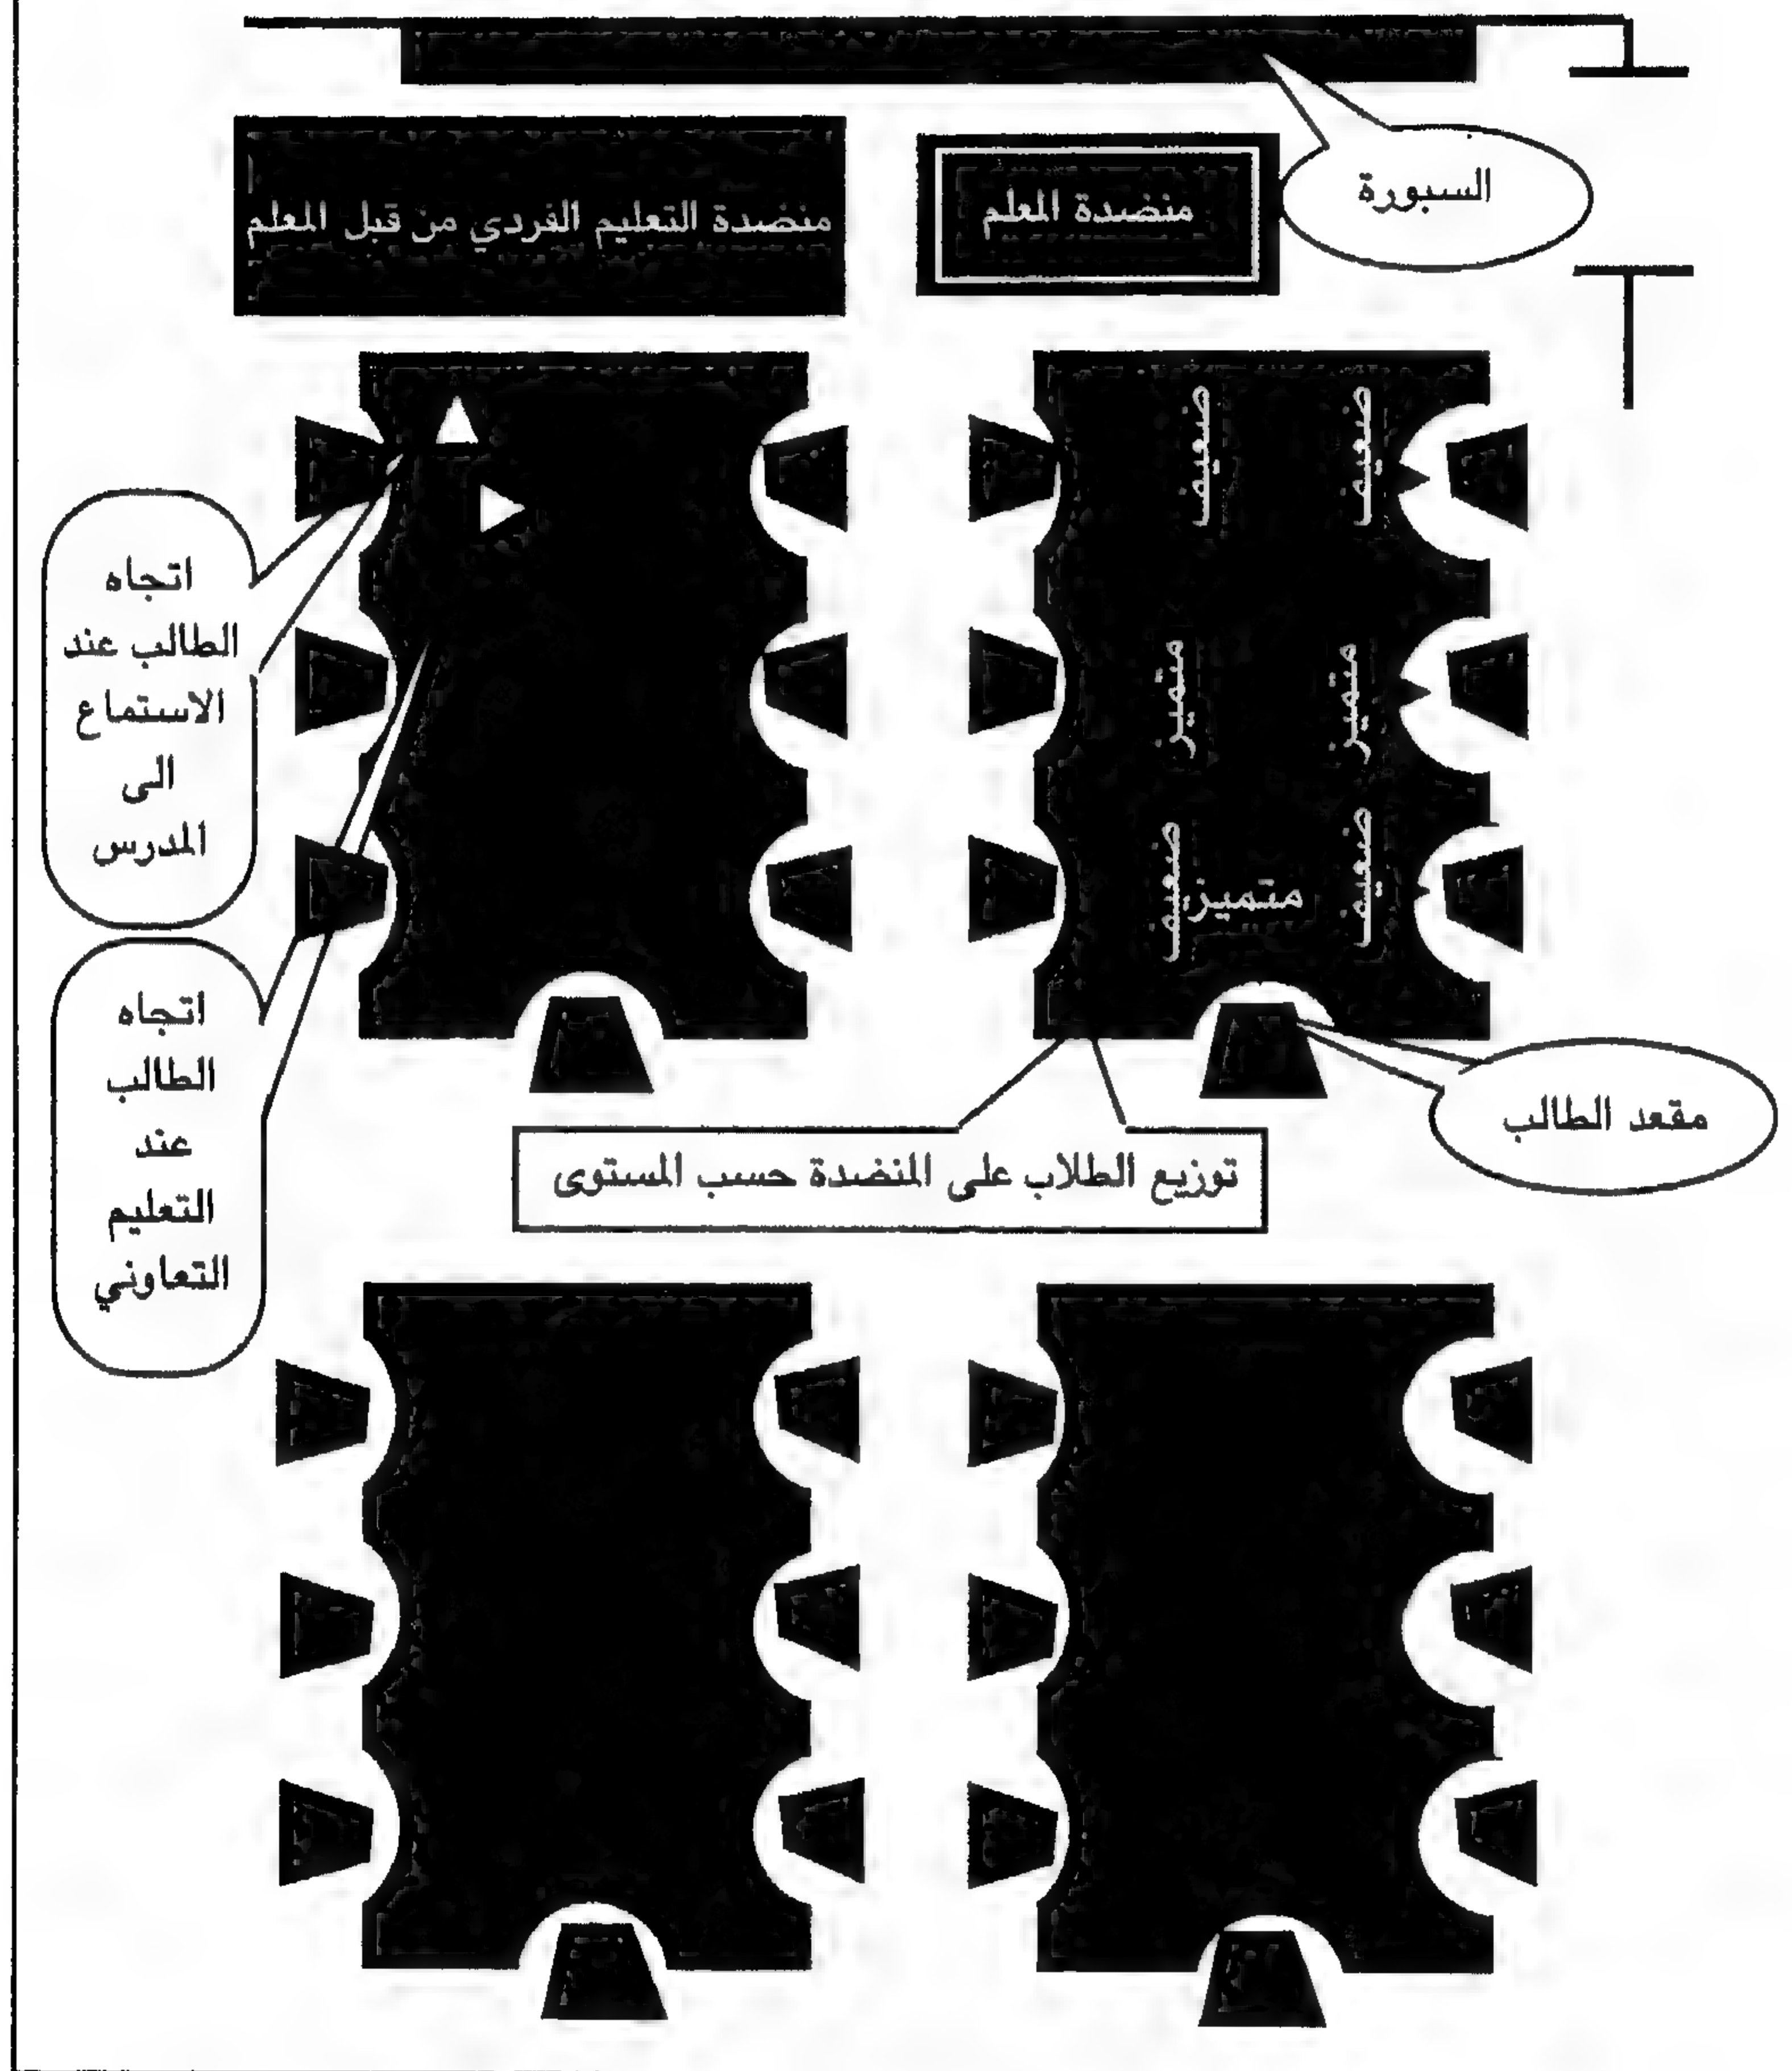 السبورة
منضدة المعلم
منضدة التعليم الفردي من قبل المعلم
ضعيف
ضعيف
متميز
متميز
ضعيف
متميز
ضعيف
اتجاه
الطالب عند
الاستماع
الى
المدرس
اتجاه
الطالب
عند
التعليم
التعاوني
مقعد الطالب
توزيع الطلاب على المنضدة حسب المستوى